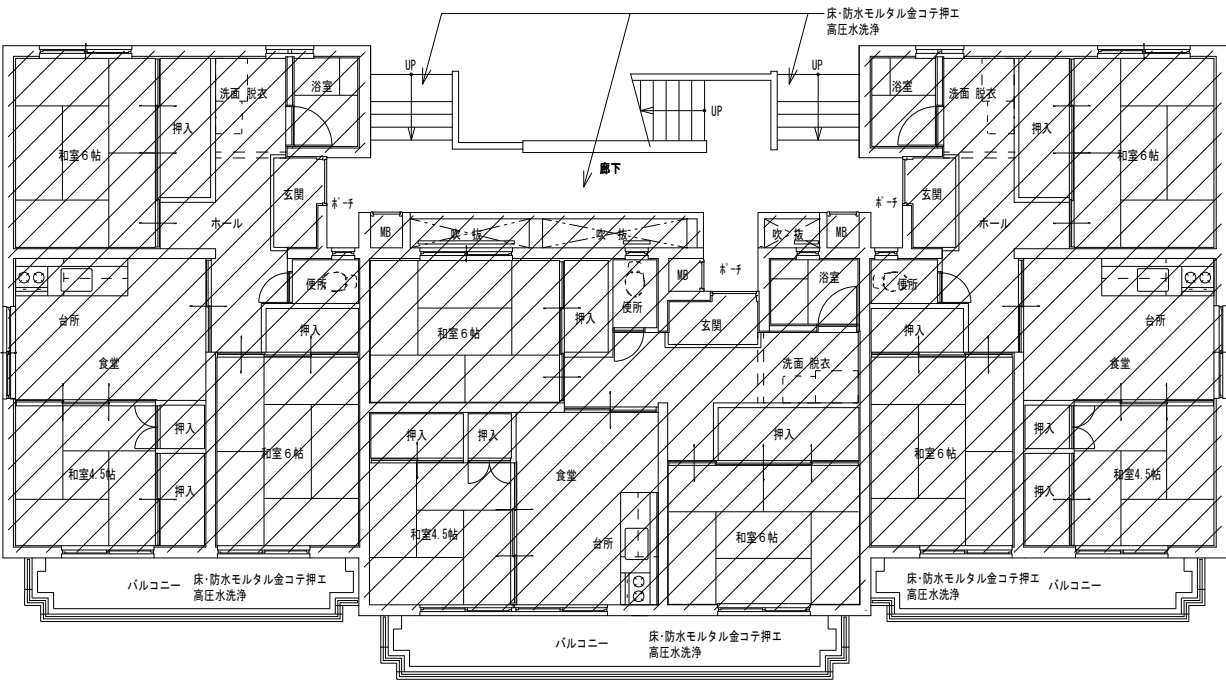 床･防水モルタル金コテ押エ
高圧水洗浄
UP
UP
UP
浴室
洗面 脱衣
押入
和室６帖
玄関
ホール
ﾎﾟｰﾁ
廊下
浴室
洗面 脱衣
押入
和室６帖
玄関
ホール
ﾎﾟｰﾁ
MB
吹き抜
吹き抜
吹き抜
MB
便所
台所
食堂
押入
和室６帖
押入
便所
MB
ﾎﾟｰﾁ
玄関
浴室
洗面 脱衣
便所
台所
食堂
押入
押入
和室4.5帖
押入
和室６帖
押入
押入
食堂
押入
和室4.5帖
台所
和室６帖
和室６帖
押入
和室4.5帖
押入
バルコニー
床･防水モルタル金コテ押エ
高圧水洗浄
バルコニー
床･防水モルタル金コテ押エ
高圧水洗浄
床･防水モルタル金コテ押エ
高圧水洗浄
バルコニー